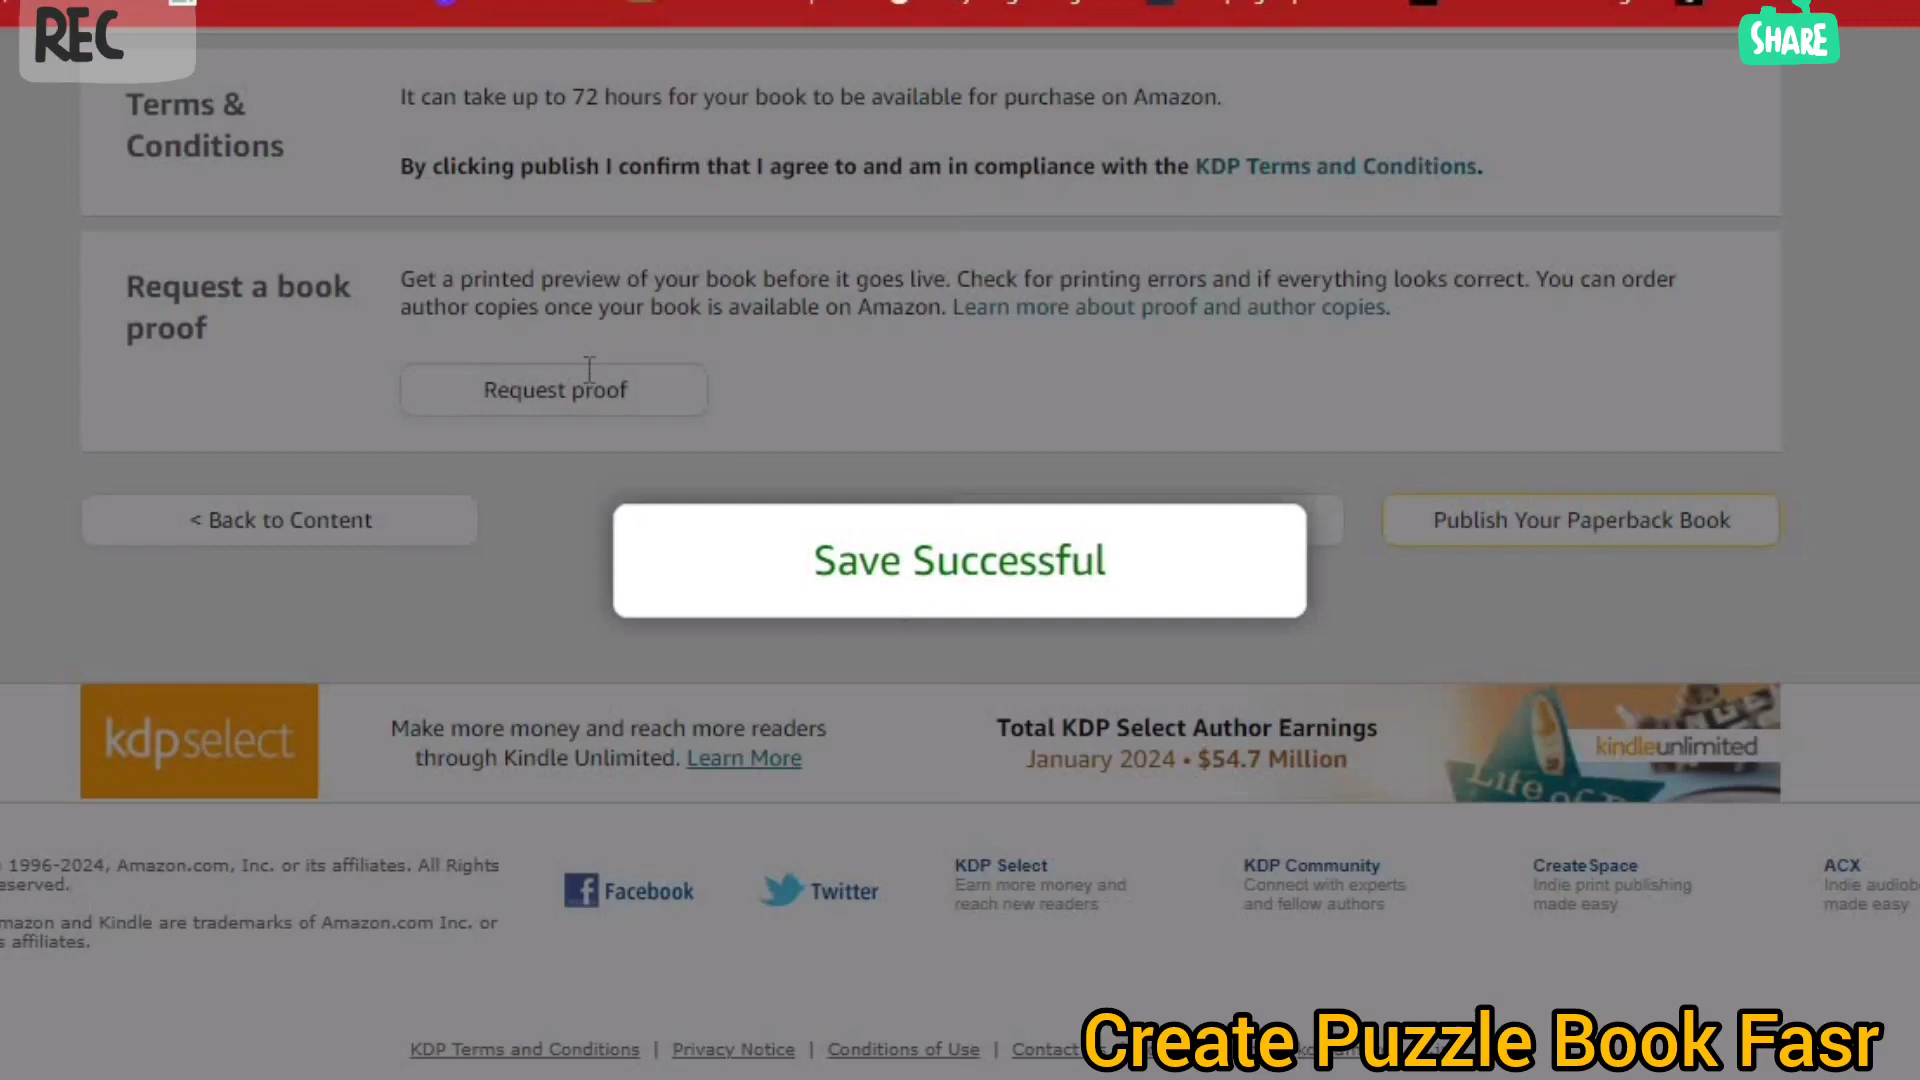 REC
SHARE
Terms &
Conditions
It can take up to 72 hours for your book to be available for purchase on Amazon.
By clicking publish I confirm that I agree to and am in compliance with the KDP Terms and Conditions.
Request a book
proof
Get a printed preview of your book before it goes live. Check for printing errors and if everything looks correct. You can order
author copies once your book is available on Amazon. Learn more about proof and author copies.
Request proof
< Back to Content
Publish Your Paperback Book
Save Successful
kdpselect
Make more money and reach more readers
through Kindle Unlimited. Learn More
Total KDP Select Author Earnings
January 2024 • $54.7 Million
Life of
kindleunlimited
1996-2024, Amazon.com, Inc. or its affiliates. All Rights
eserved.
mazon and Kindle are trademarks of Amazon.com Inc. or
s affiliates.
Facebook
Twitter
KDP Select
Earn more money and
reach new readers
KDP Community
Connect with experts
and fellow authors
CreateSpace
Indie print publishing
made easy
ACX
Indie audiob
made easy
KDP Terms and Conditions | Privacy Notice | Conditions of Use | Contact
Create Puzzle Book Fasr